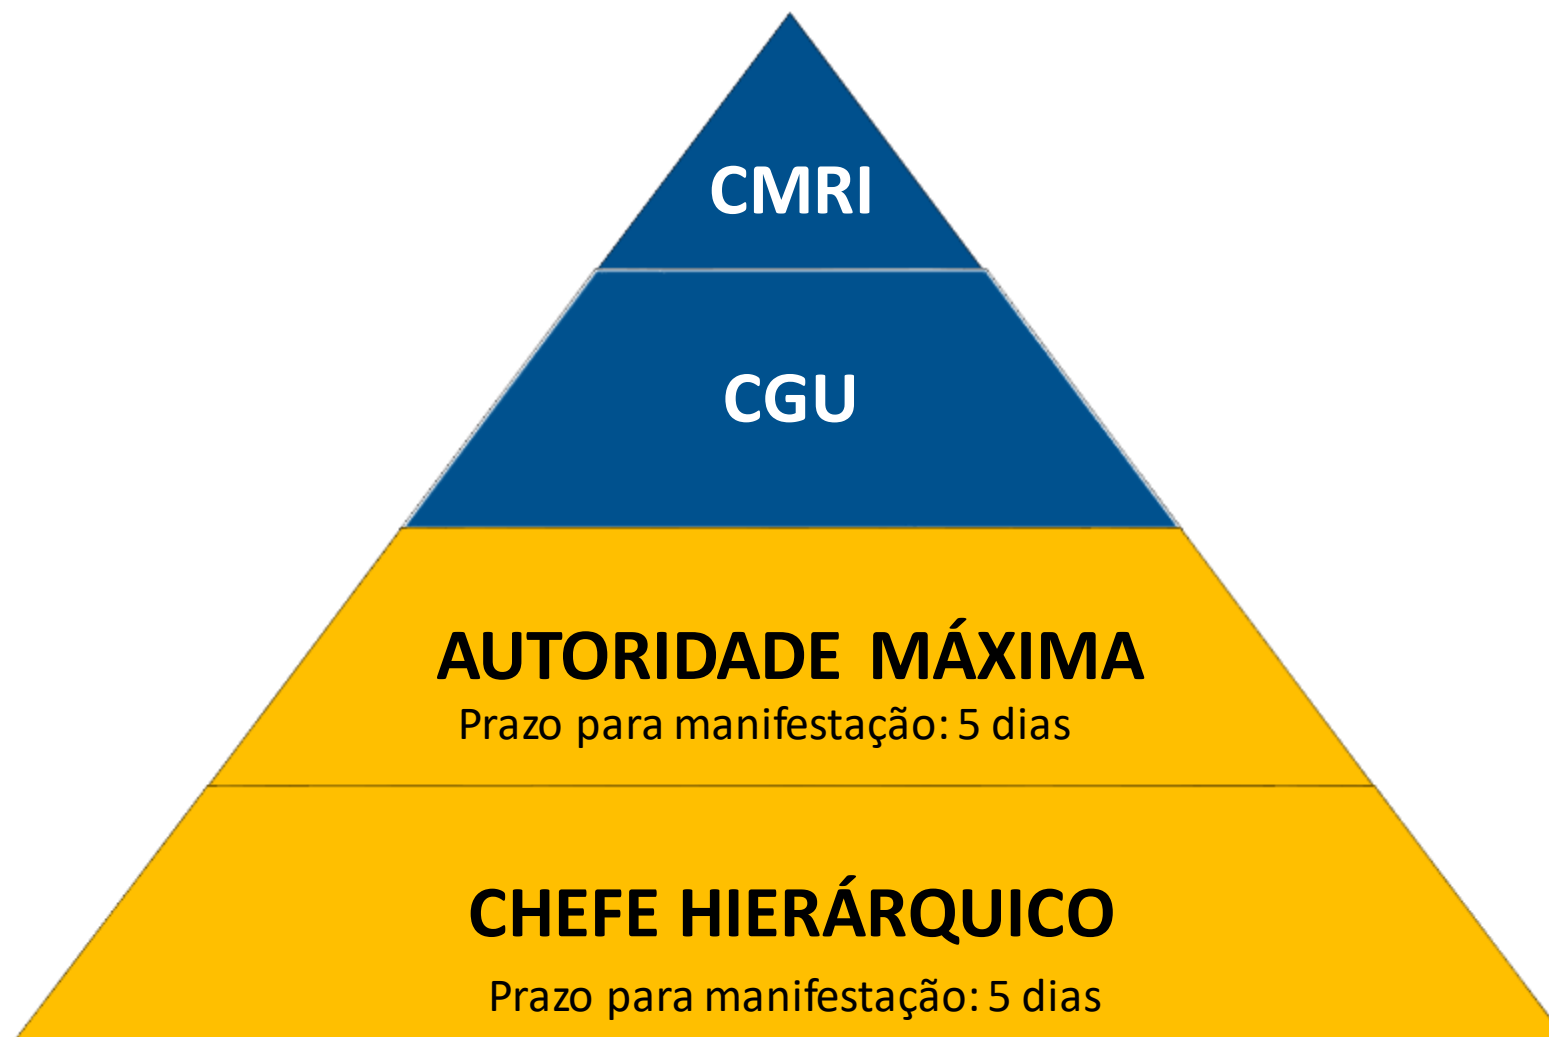 CMRI
CGU
AUTORIDADE MÁXIMA
Prazo para manifestação: 5 dias
CHEFE HIERÁRQUICO
Prazo para manifestação: 5 dias